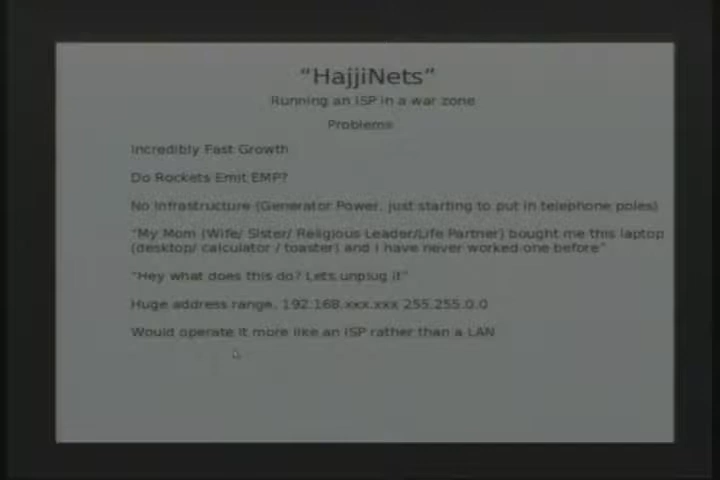 "HajjiNets"
Running an ISP in a war zone
Problems
Incredibly Fast Growth
Do Rockets Emit EMP?
No Infrastructure (Generator Power, just starting to put in telephone poles)
"My Mom (Wife/ Sister/ Religious Leader/Life Partner) bought me this laptop
(desktop/ calculator / toaster) and I have never worked one before"
"Hey what does this do? Lets unplug it"
Huge address range, 192.168.xxx.xxx 255.255.0.0
Would operate it more like an ISP rather than a LAN